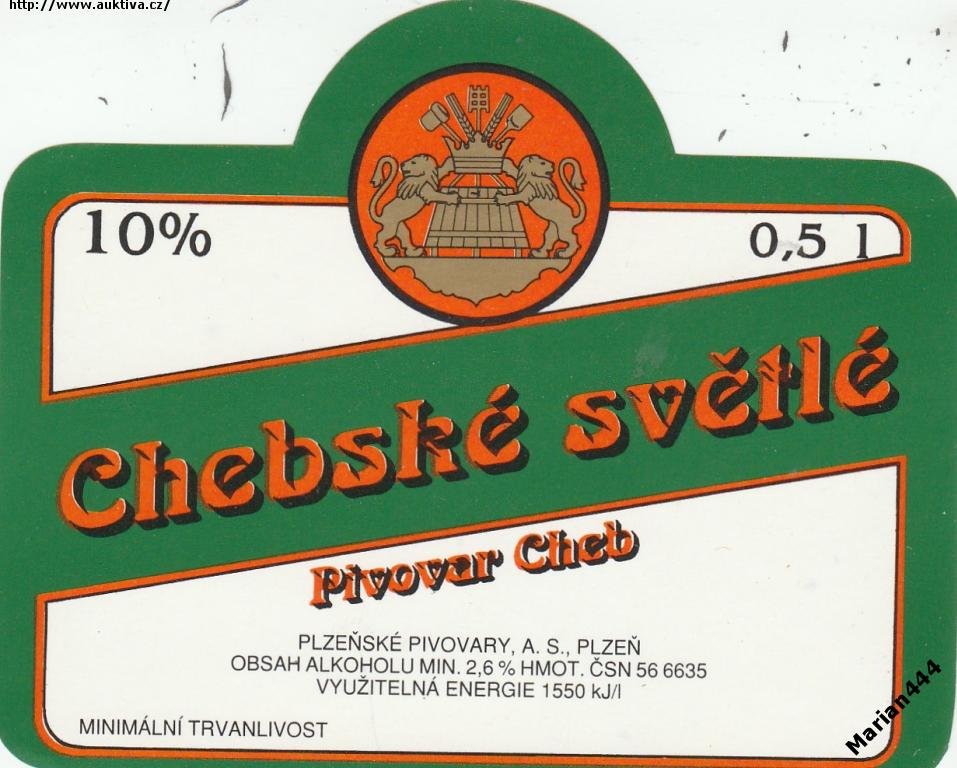 http://www.auktiva.cz/
10%
0,5 l
Chebské světlé
Pivovar Cheb
PLZEŇSKÉ PIVOVARY, A. S., PLZEŇ
OBSAH ALKOHOLU MIN. 2,6 % HMOT. ČSN 56 6635
VYUŽITELNÁ ENERGIE 1550 kJ/l
MINIMÁLNÍ TRVANLIVOST
Marian444